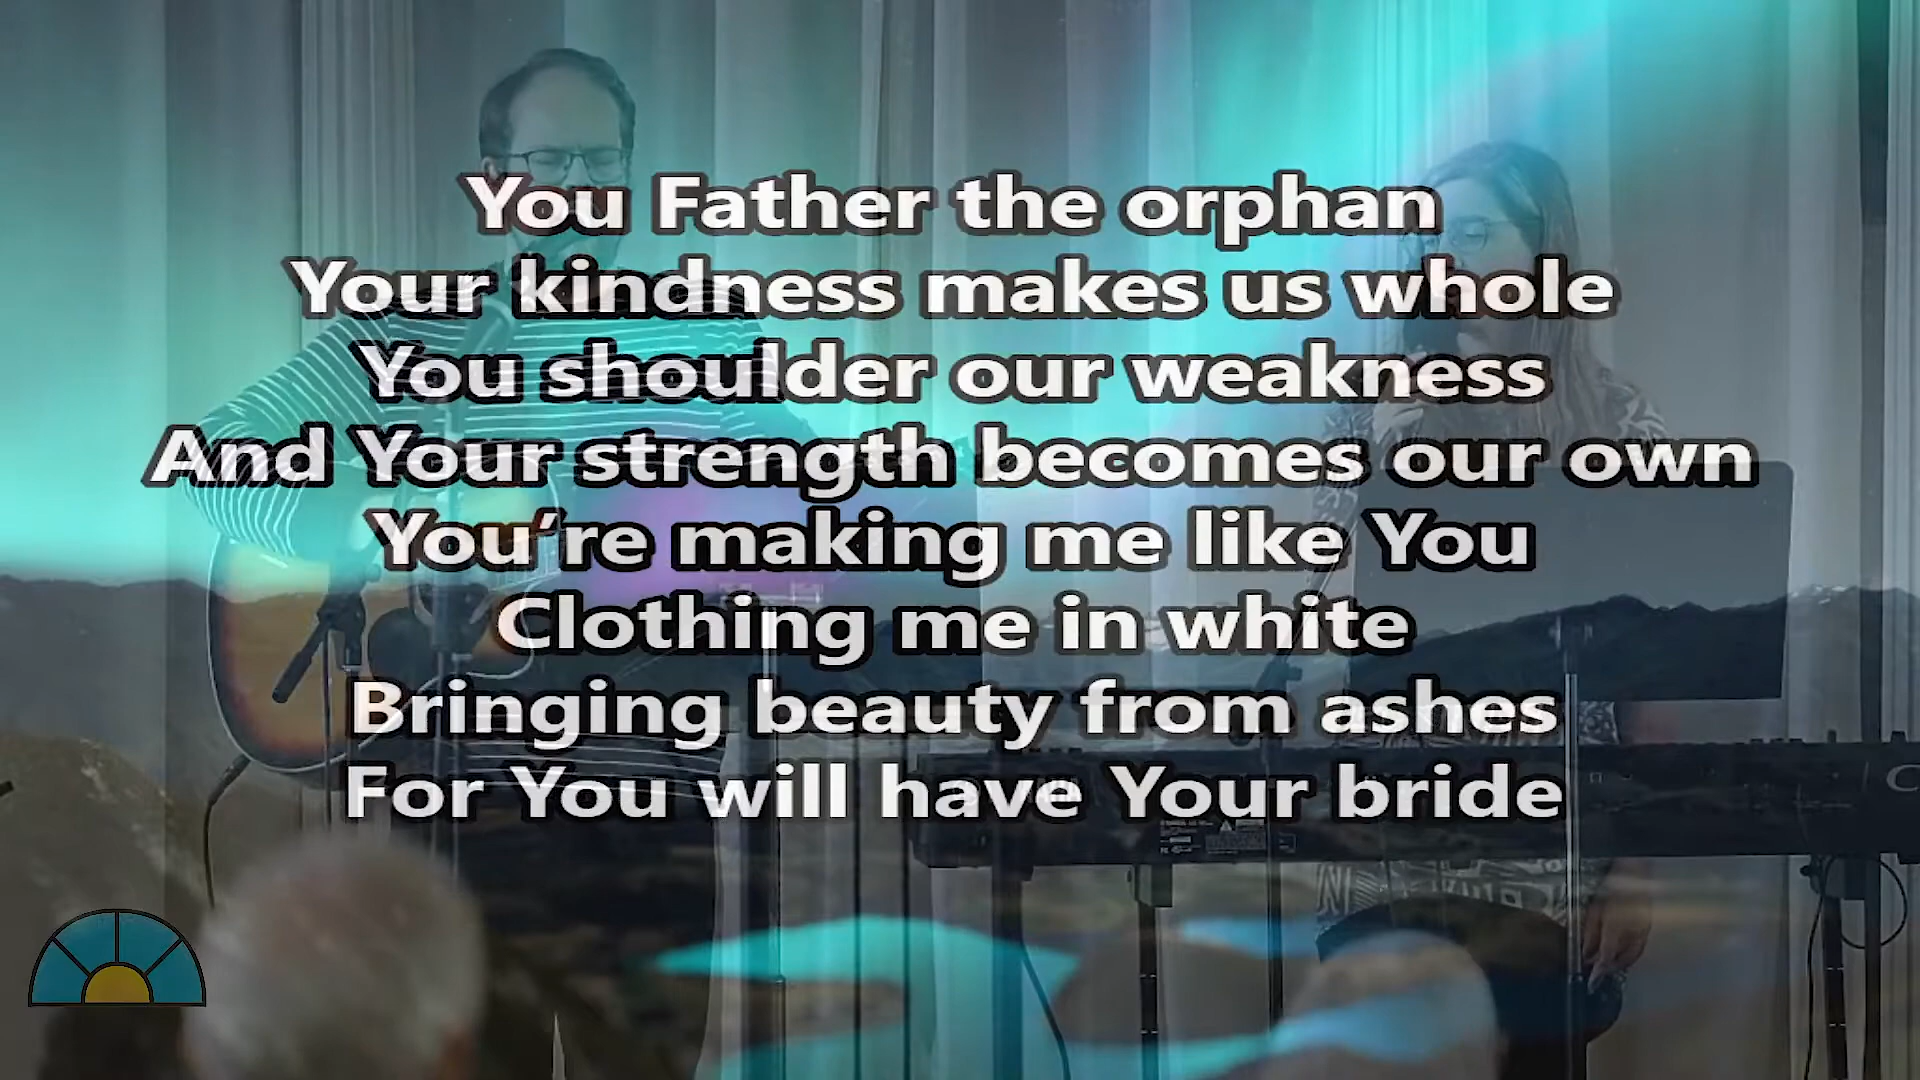 You Father the orphan
Your kindness makes us whole
You shoulder our weakness
And Your strength becomes our own
You’re making me like You
Clothing me in white
Bringing beauty from ashes
For You will have Your bride